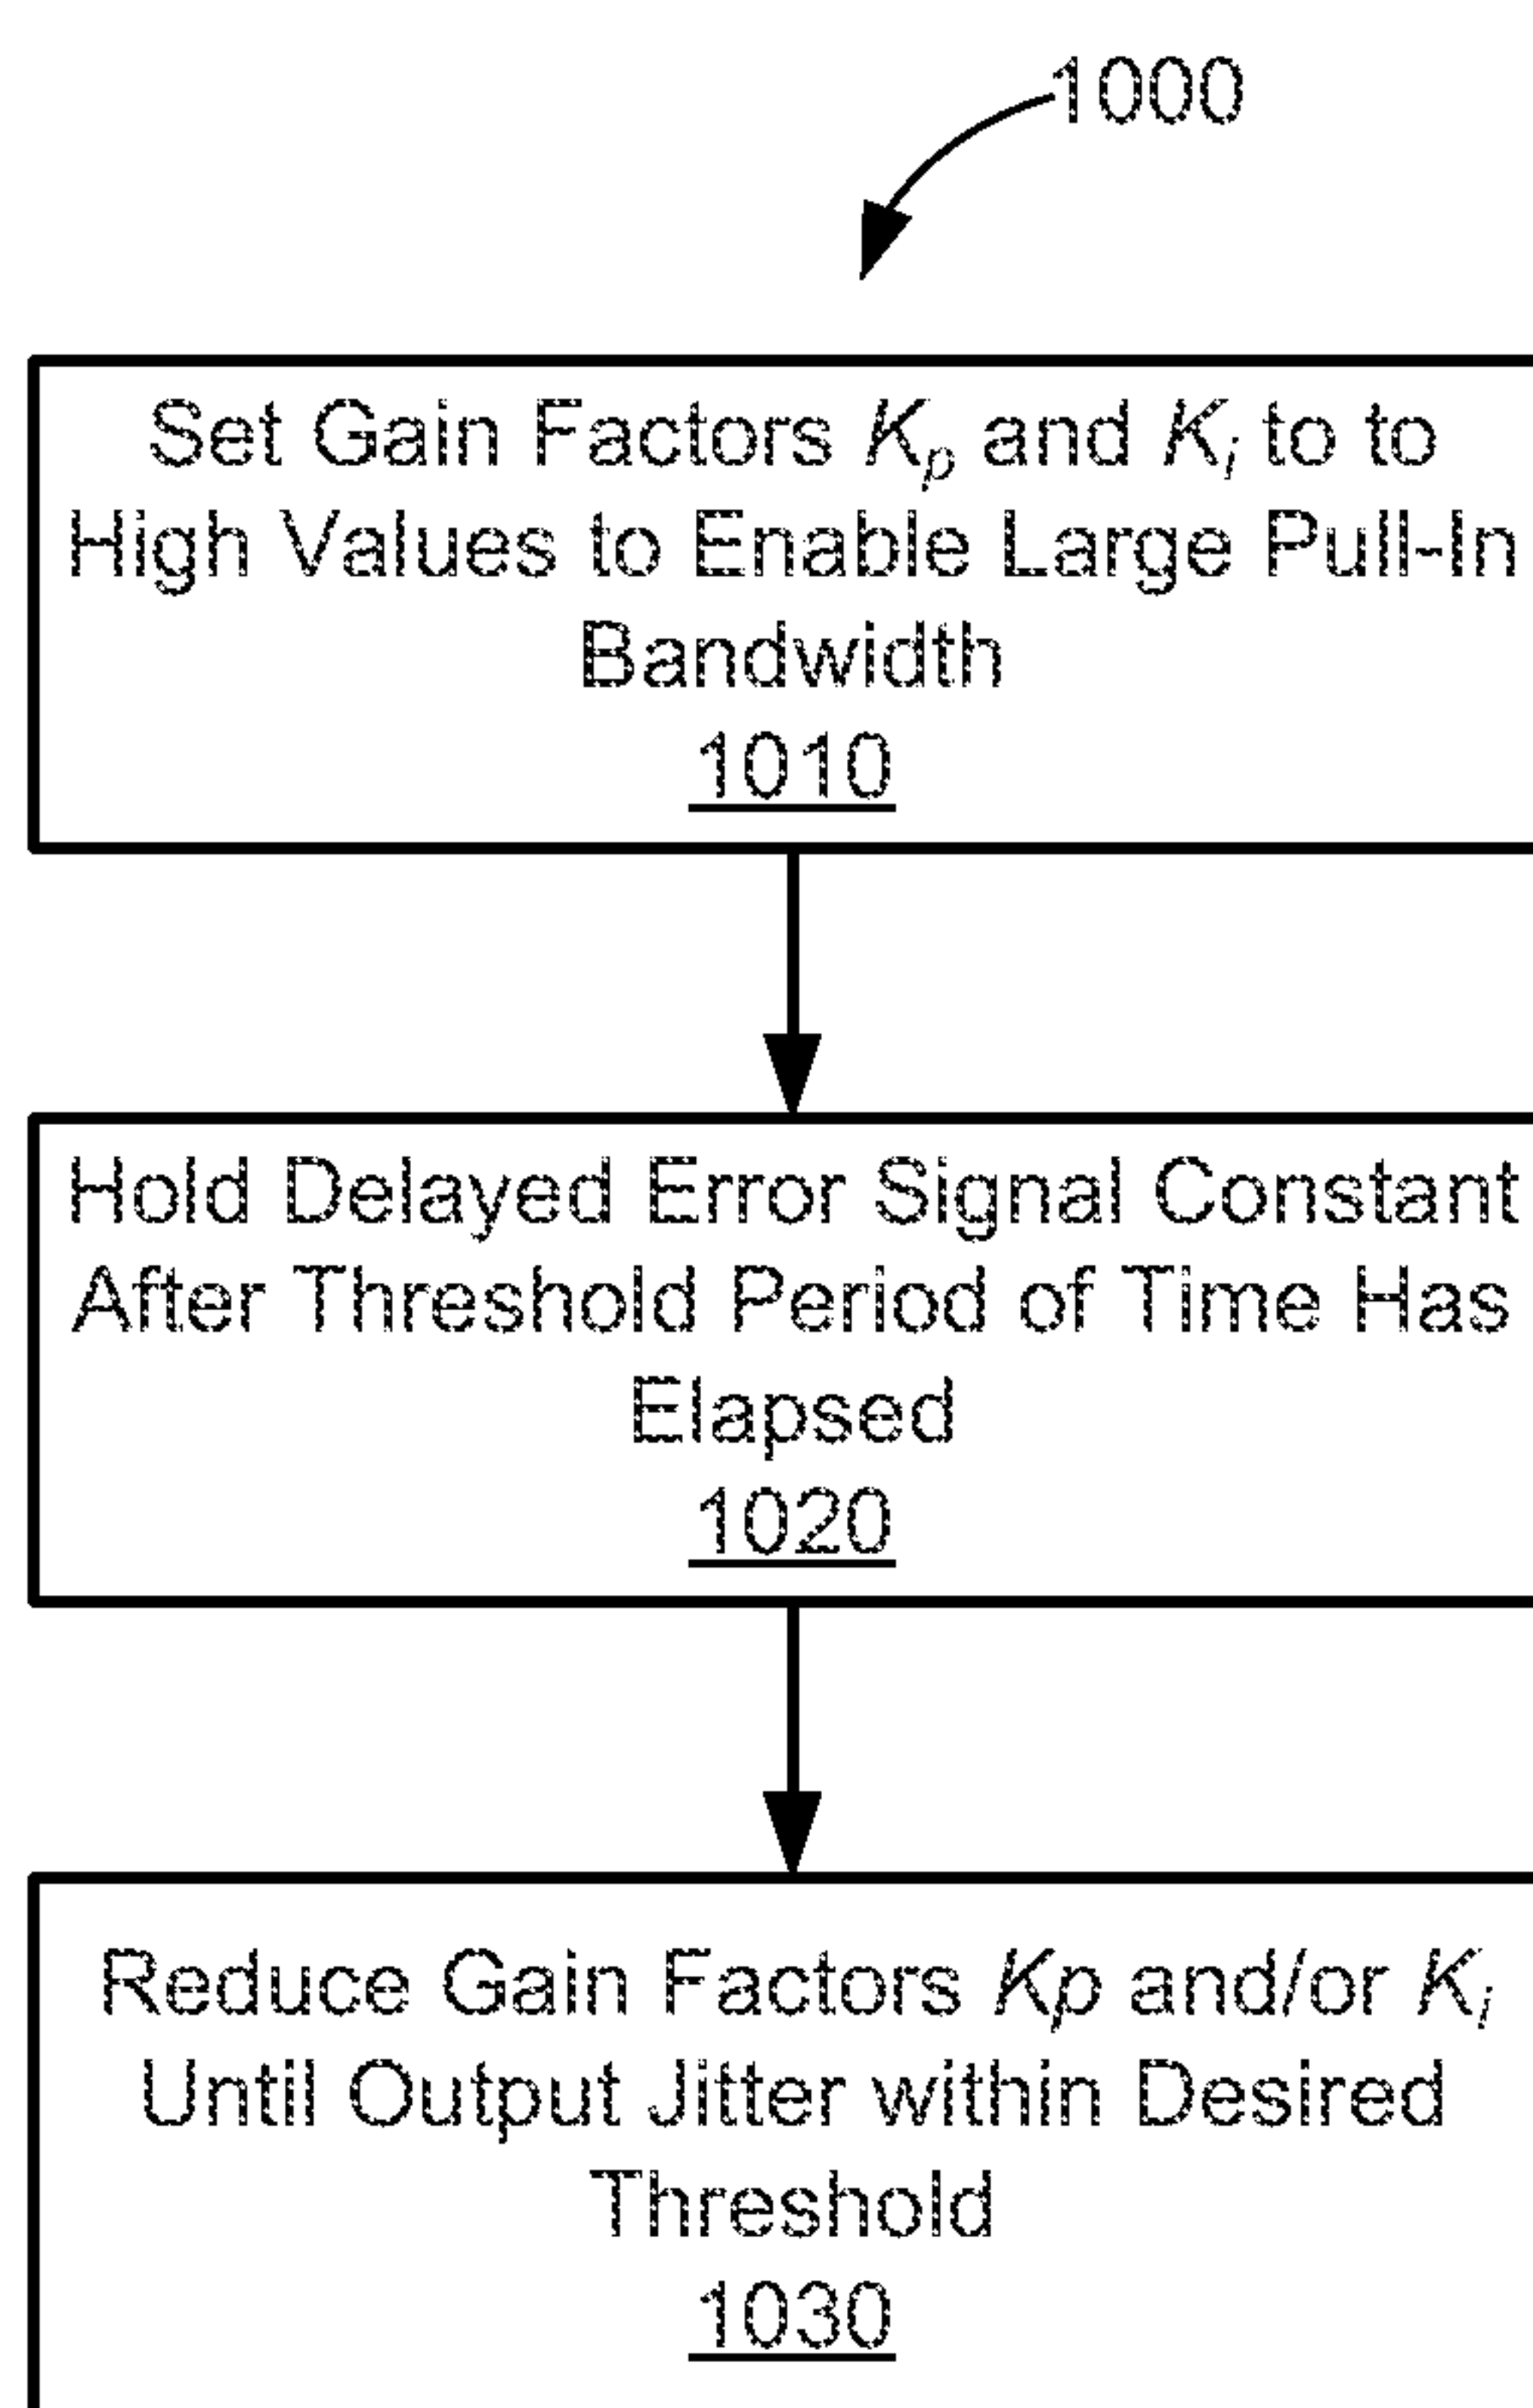 1000
Set Gain Factors Kp and Ki to to
High Values to Enable Large Pull-In
Bandwidth
1010
Hold Delayed Error Signal Constant
After Threshold Period of Time Has
Elapsed
1020
Reduce Gain Factors Kp and/or Ki
Until Output Jitter within Desired
Threshold
1030